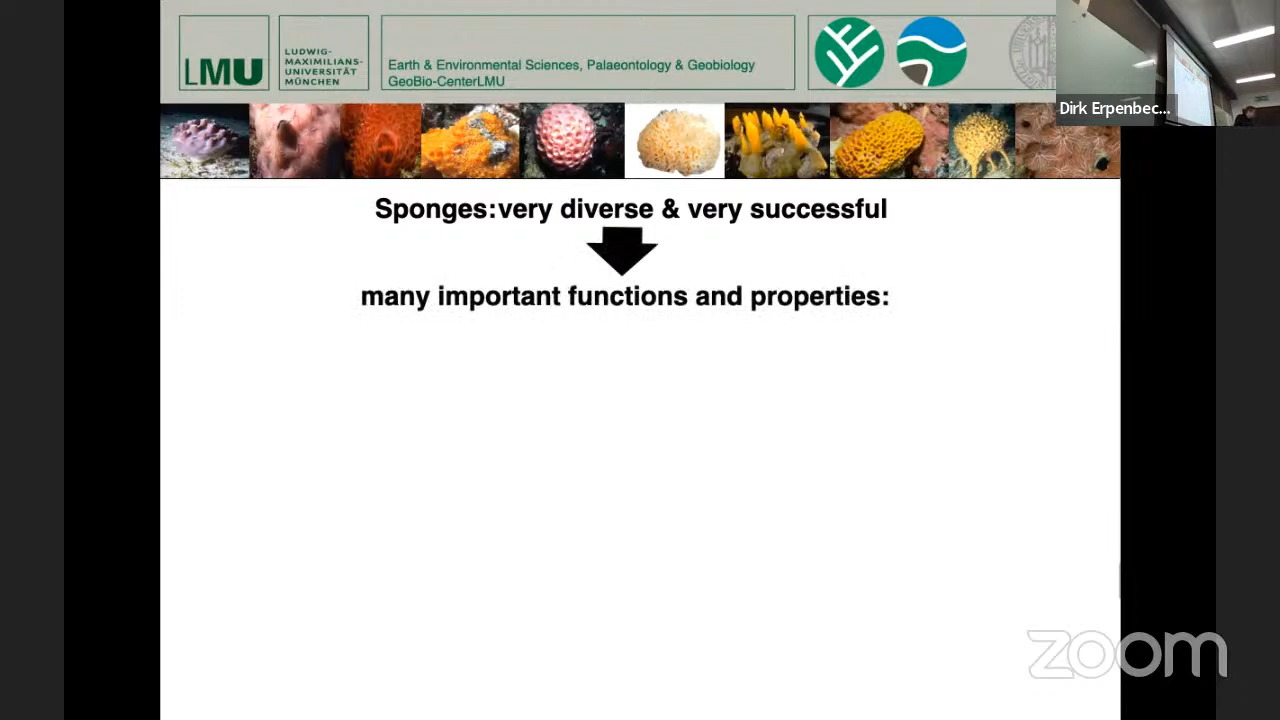 LMU
LUDWIG-
MAXIMILIANS-
UNIVERSITÄT
MÜNCHEN
Earth & Environmental Sciences, Palaeontology & Geobiology
GeoBio-CenterLMU
Dirk Erpenbec...
Sponges:very diverse & very successful
many important functions and properties:
zoom